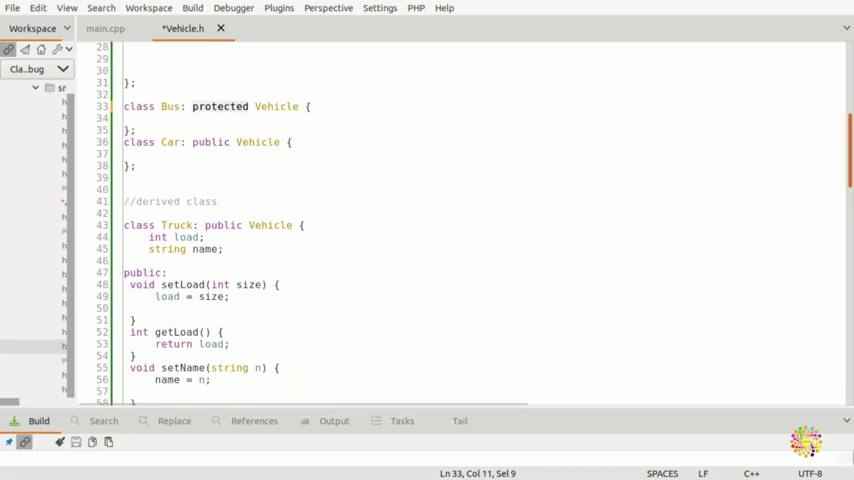 File Edit View Search Workspace Build Debugger Plugins Perspective Settings PHP Help
Workspace main.cpp *Vehicle.h
Cla..bug
sr
28
29
30
31 };
32
33 class Bus: protected Vehicle {
34
35 };
36 class Car: public Vehicle {
37
38 };
39
40
41 //derived class
42
43 class Truck: public Vehicle {
44 int load;
45 string name;
46
47 public:
48 void setLoad(int size) {
49 load = size;
50
51 }
52 int getLoad() {
53 return load;
54 }
55 void setName(string n) {
56 name = n;
57
58 }
Build Search Replace References Output Tasks Tail
Ln 33, Col 11, Sel 9 SPACES LF C++ UTF-8